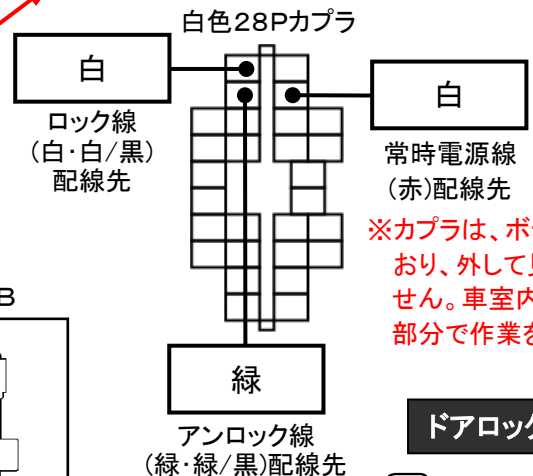 白色28Pカプラ
白
ロック線
(白・白/黒)
配線先
白
常時電源線
(赤)配線先
※カプラは、ボ
おり、外して
せん。車室内
部分で作業を
B
緑
アンロック線
(緑・緑/黒)配線先
ドアロック